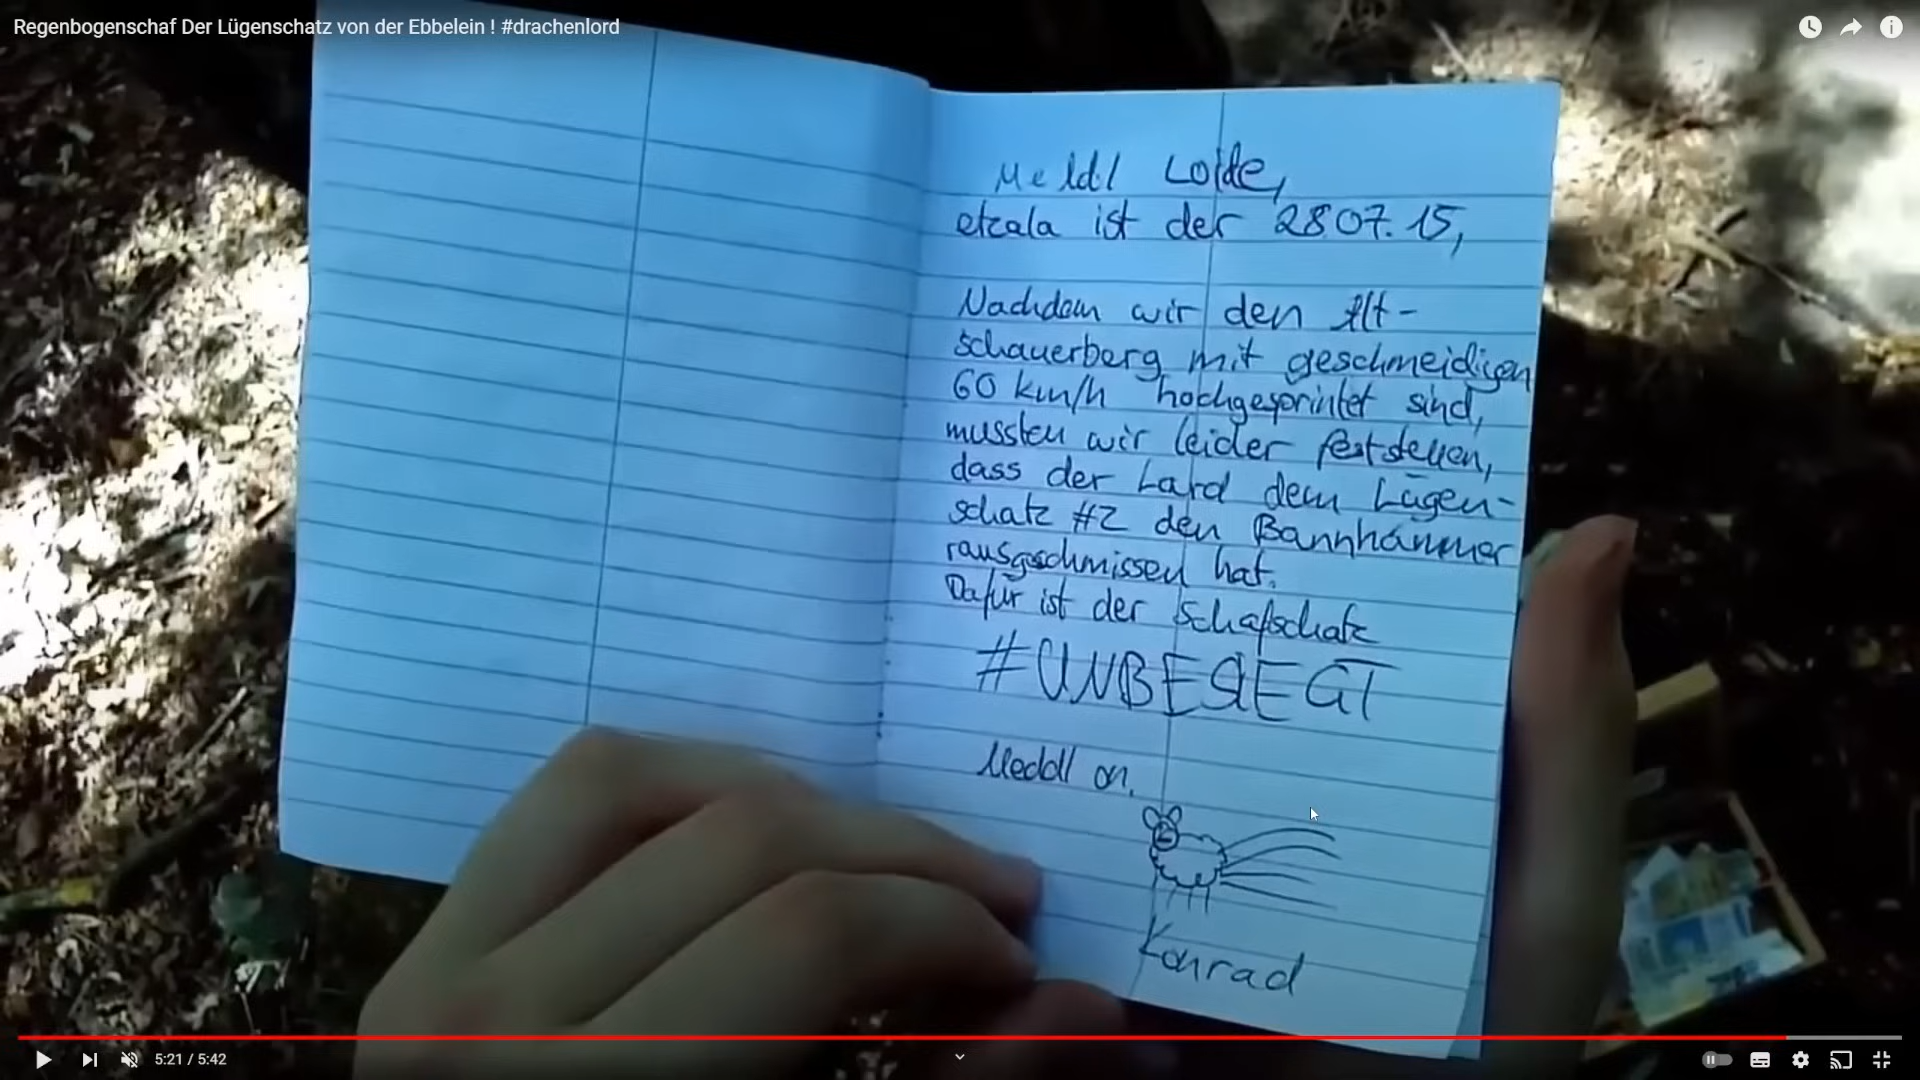 Regenbogenschaf Der Lügenschatz von der Ebbelein ! #drachenlord
Meddl Loide,
etzala ist der 28.07.15,
Nachdem wir den Alt-
schauerberg mit geschmeidigen
60 km/h hochgesprintet sind,
mussten wir leider feststellen,
dass der Lard dem Lügen-
schatz #2 den Bannhammer
rausgeschmissen hat.
Dafür ist der Schafschatz
#UNBESIEGT
Meddl on,
Konrad
5:21 / 5:42